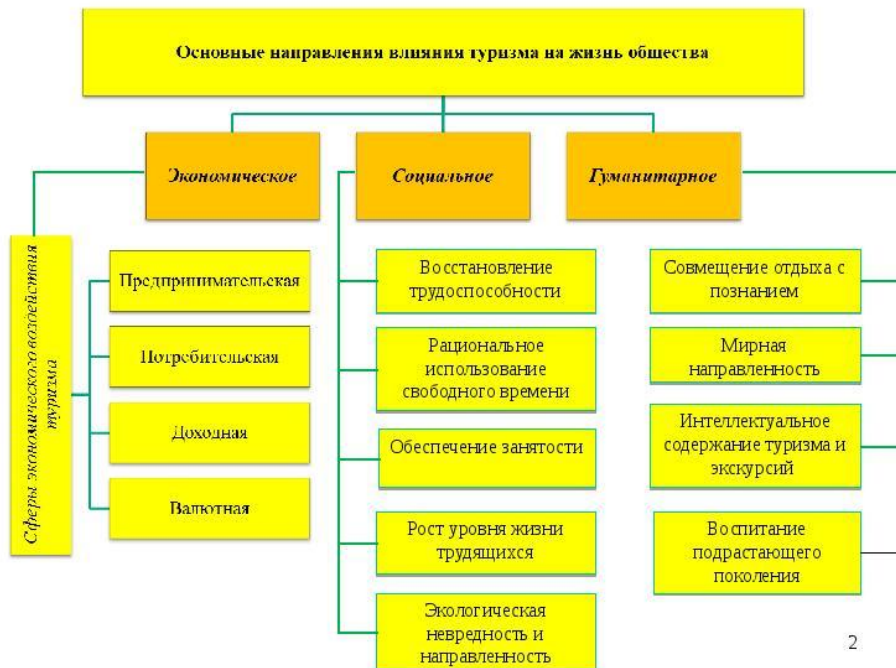 Основные направления влияния туризма на жизнь общества
Экономическое
Социальное
Гуманитарное
Сферы экономического воздействия
туризма
Предпринимательская
Потребительская
Доходная
Валютная
Восстановление
трудоспособности
Рациональное
использование
свободного времени
Обеспечение занятости
Рост уровня жизни
трудящихся
Экологическая
невредность и
направленность
Совмещение отдыха с
познанием
Мирная
направленность
Интеллектуальное
содержание туризма и
экскурсий
Воспитание
подрастающего
поколения
2